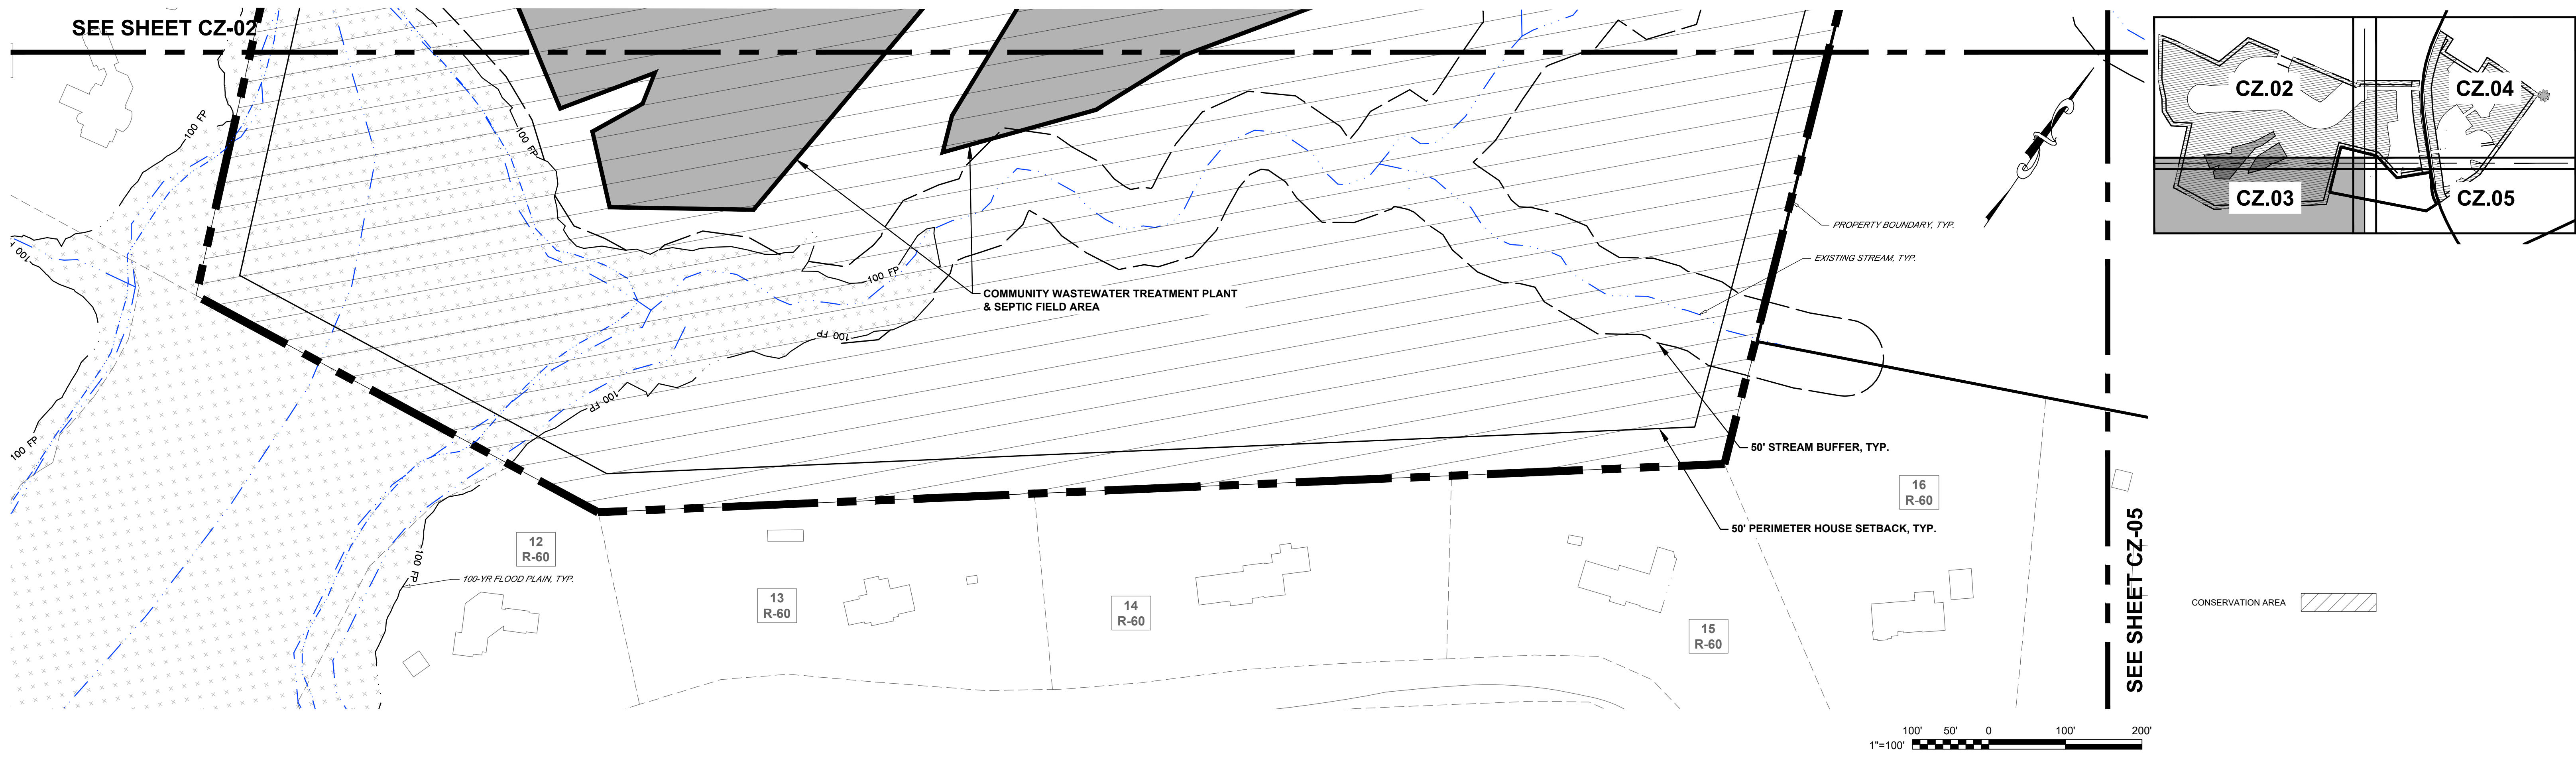 SEE SHEET CZ-02
CZ.02
CZ.04
CZ.03
CZ.05
100 FP
100 FP
100 FP
100 FP
100 FP
100 FP
100 FP
100 FP
PROPERTY BOUNDARY, TYP.
EXISTING STREAM, TYP.
COMMUNITY WASTEWATER TREATMENT PLANT
& SEPTIC FIELD AREA
50' STREAM BUFFER, TYP.
50' PERIMETER HOUSE SETBACK, TYP.
16
R-60
12
R-60
100-YR FLOOD PLAIN, TYP.
13
R-60
14
R-60
15
R-60
SEE SHEET CZ-05
CONSERVATION AREA
100' 50' 0 100' 200'
1"=100'